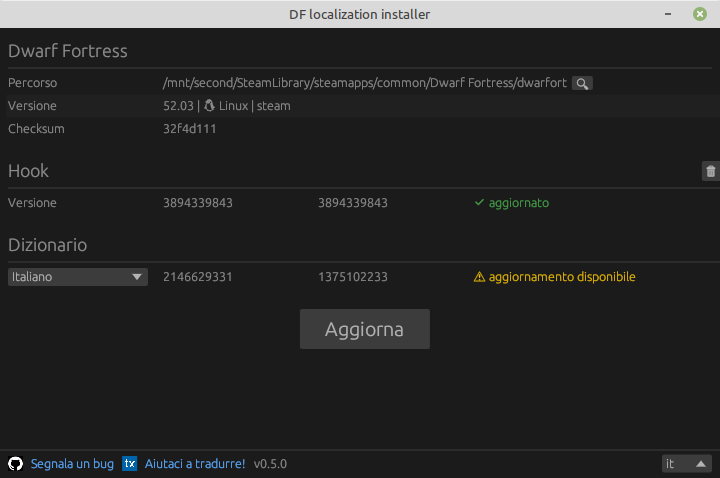 DF localization installer
Dwarf Fortress
Percorso /mnt/second/SteamLibrary/steamapps/common/Dwarf Fortress/dwarfort
Versione 52.03 | Linux | steam
Checksum 32f4d111
Hook
Versione 3894339843 3894339843 ✓ aggiornato
Dizionario
Italiano 2146629331 1375102233 ⚠ aggiornamento disponibile
Aggiorna
Segnala un bug tx Aiutaci a tradurre! v0.5.0 it